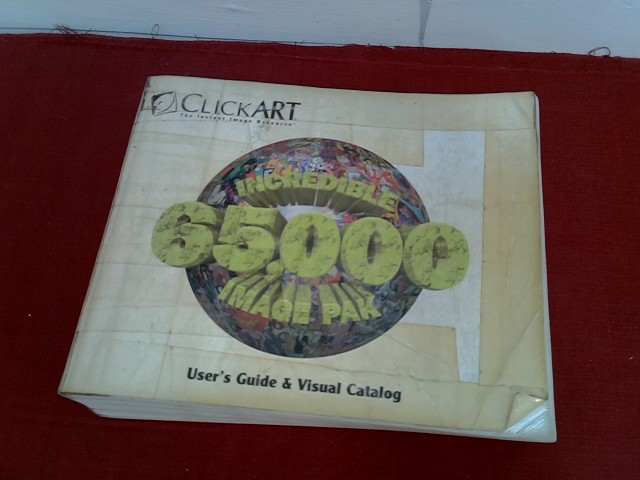 CLICKART
The Instant Image Resource
INCREDIBLE
65,000
IMAGE PAK
User's Guide & Visual Catalog